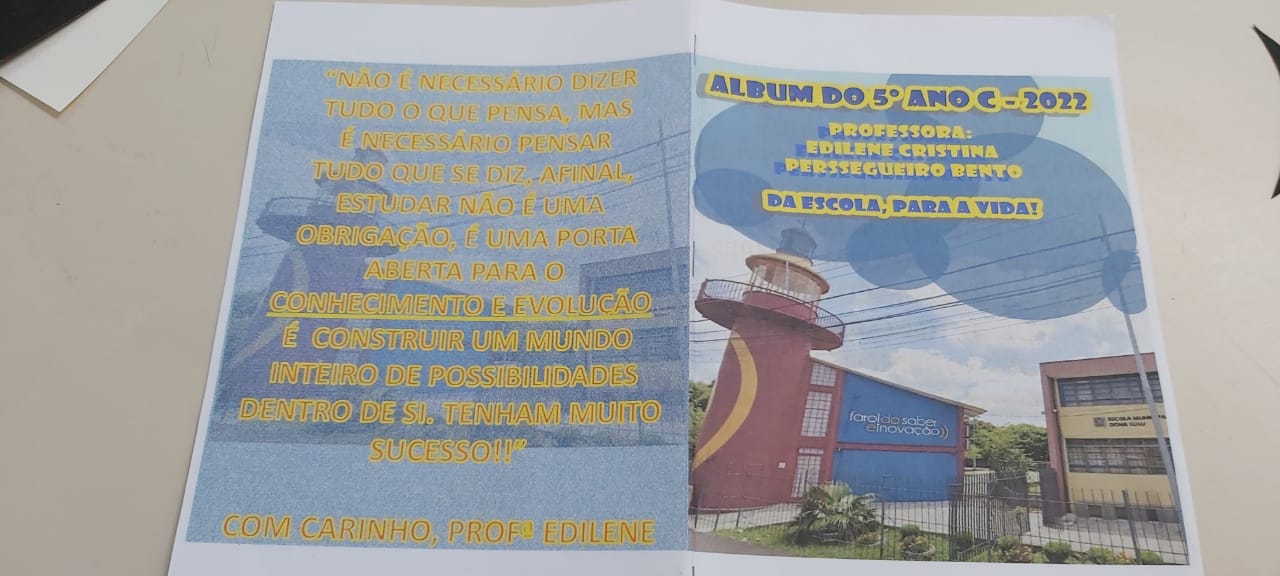 “NÃO É NECESSÁRIO DIZER
TUDO O QUE PENSA, MAS
É NECESSÁRIO PENSAR
TUDO QUE SE DIZ, AFINAL,
ESTUDAR NÃO É UMA
OBRIGAÇÃO, É UMA PORTA
ABERTA PARA O
CONHECIMENTO E EVOLUÇÃO
É CONSTRUIR UM MUNDO
INTEIRO DE POSSIBILIDADES
DENTRO DE SI. TENHAM MUITO
SUCESSO!!”
COM CARINHO, PROFª EDILENE
ALBUM DO 5º ANO C - 2022
PROFESSORA:
EDILENE CRISTINA
PERSSEGUEIRO BENTO
DA ESCOLA, PARA A VIDA!
farol do saber
e inovação))
ESCOLA MUNICIPA
DONA LULU